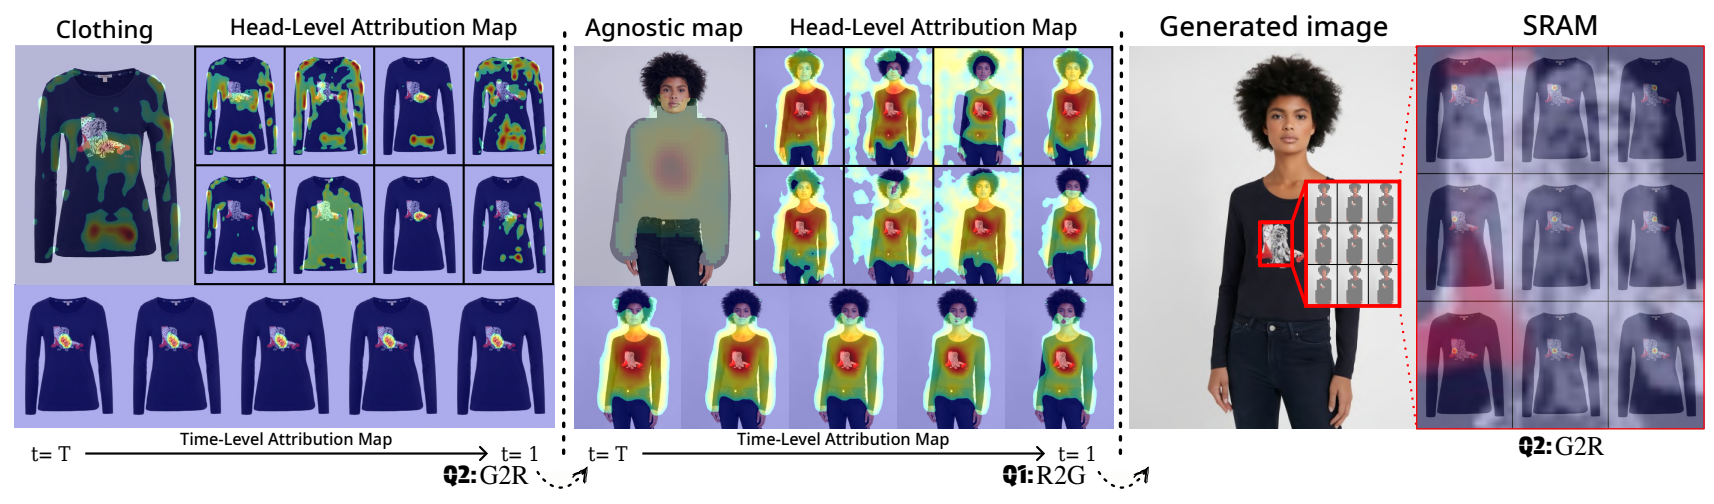 Clothing
Head-Level Attribution Map
Agnostic map
Head-Level Attribution Map
Generated image
SRAM
Time-Level Attribution Map
t= T
t= 1
Q2: G2R
Time-Level Attribution Map
t= T
t= 1
Q1: R2G
Q2: G2R